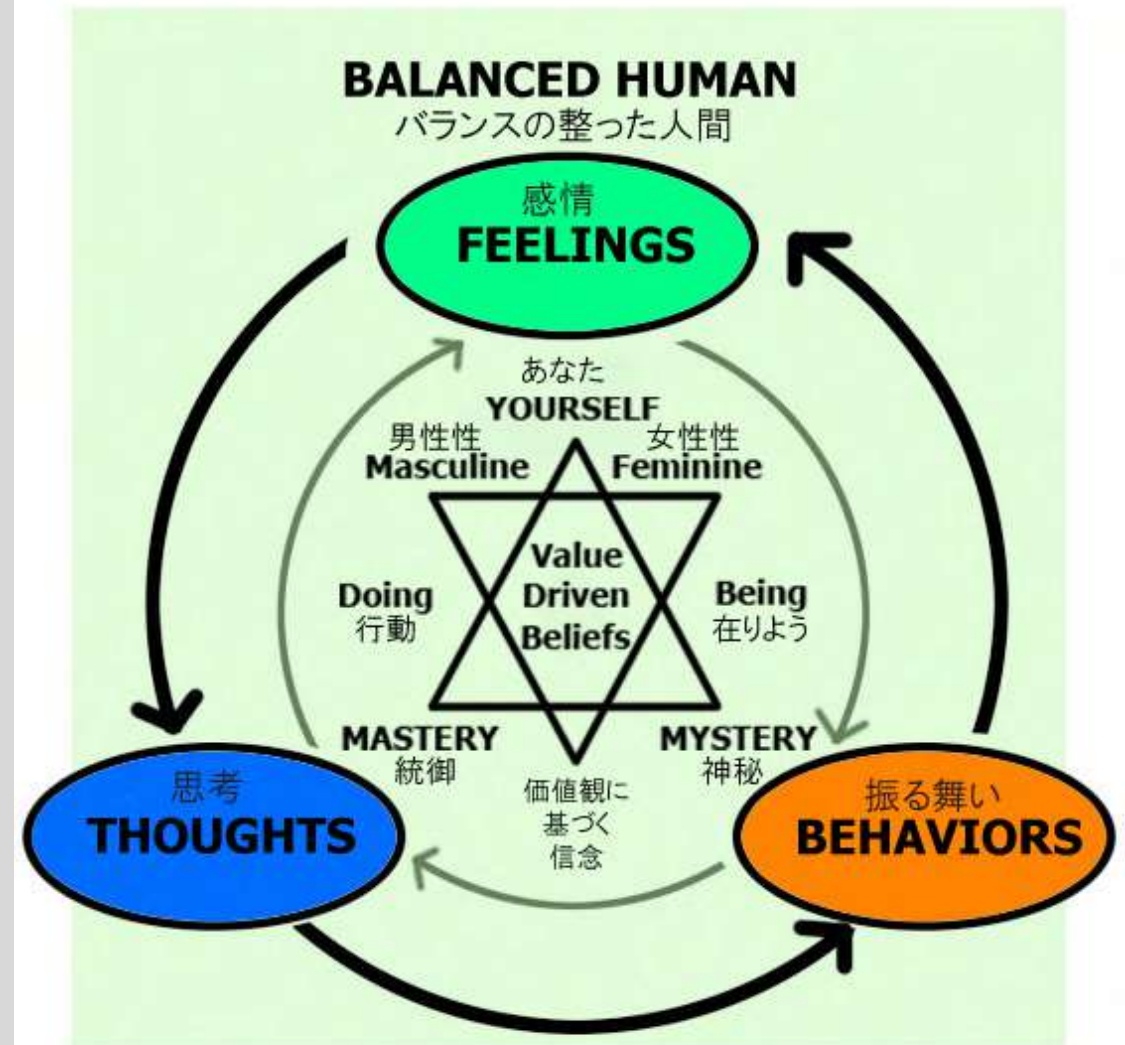 BALANCED HUMAN
バランスの整った人間
感情
FEELINGS
あなた
YOURSELF
男性性
Masculine
女性性
Feminine
Value
Driven
Beliefs
Doing
行動
Being
在りよう
MASTERY
統御
MYSTERY
神秘
価値観に
基づく
信念
思考
THOUGHTS
振る舞い
BEHAVIORS